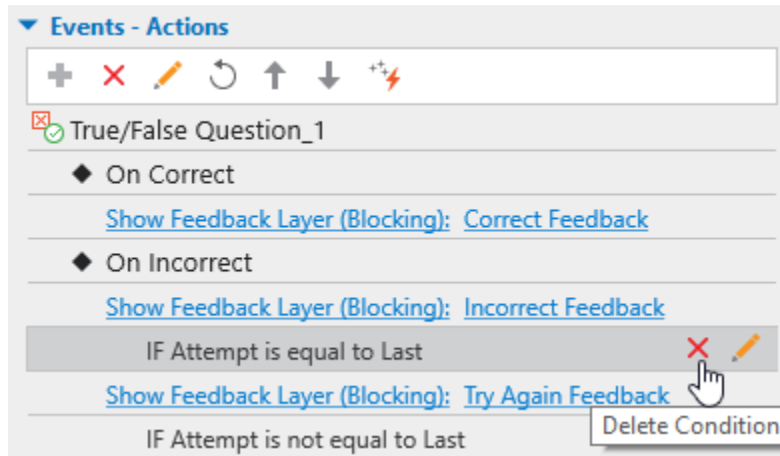 Events - Actions
True/False Question_1
On Correct
Show Feedback Layer (Blocking): Correct Feedback
On Incorrect
Show Feedback Layer (Blocking): Incorrect Feedback
IF Attempt is equal to Last
Show Feedback Layer (Blocking): Try Again Feedback
Delete Condition
IF Attempt is not equal to Last